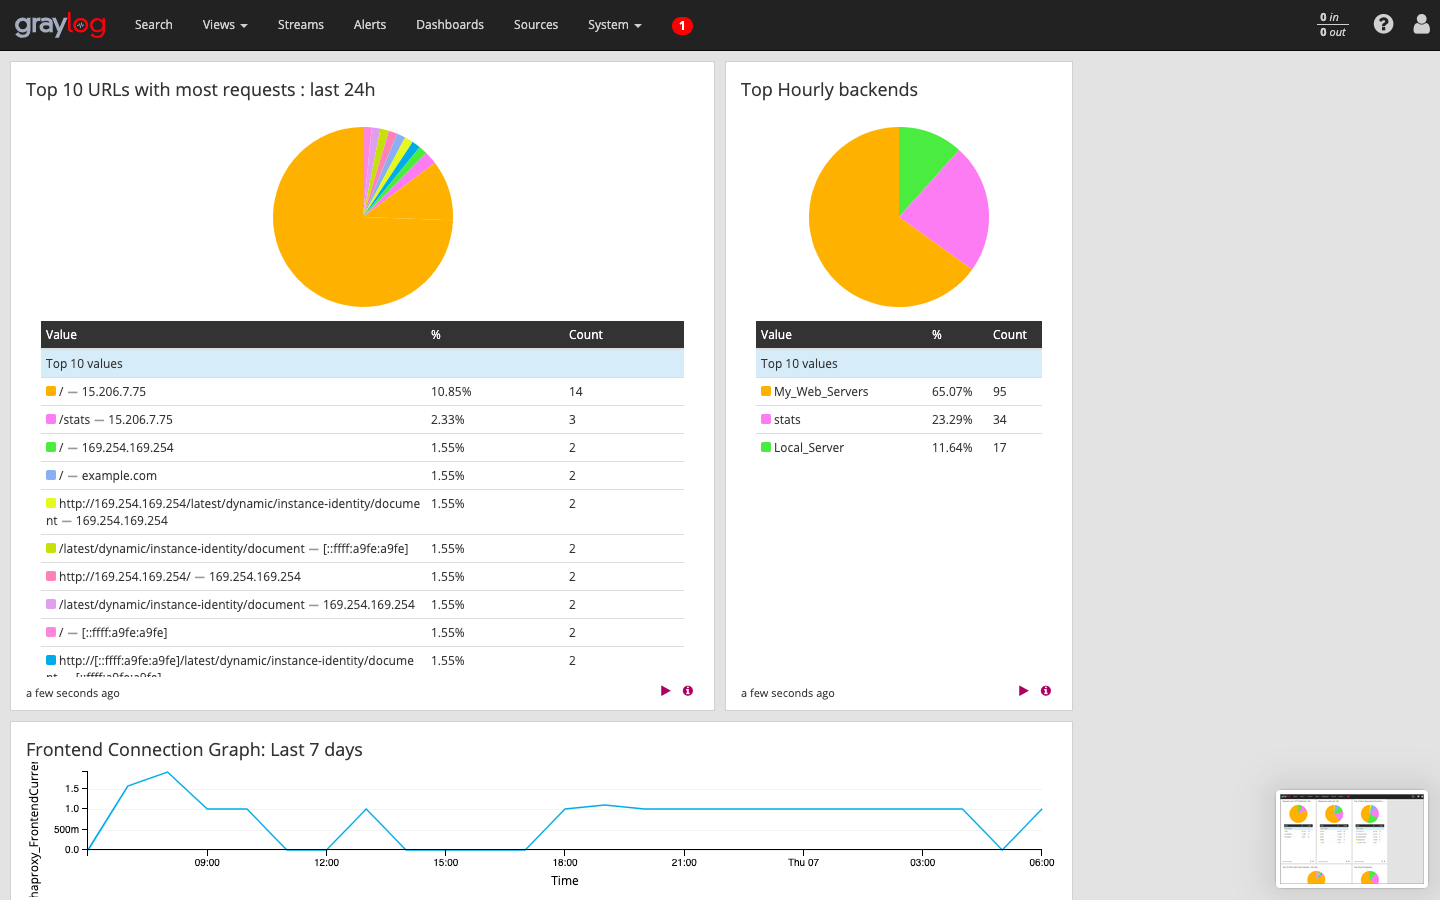 graylog
Search
Views
Streams
Alerts
Dashboards
Sources
System
1
0 in
0 out
Top 10 URLs with most requests : last 24h
Value % Count
Top 10 values
/ — 15.206.7.75 10.85% 14
/stats — 15.206.7.75 2.33% 3
/ — 169.254.169.254 1.55% 2
/ — example.com 1.55% 2
http://169.254.169.254/latest/dynamic/instance-identity/docume 1.55% 2
nt — 169.254.169.254
/latest/dynamic/instance-identity/document — [::ffff:a9fe:a9fe] 1.55% 2
http://169.254.169.254/ — 169.254.169.254 1.55% 2
/latest/dynamic/instance-identity/document — 169.254.169.254 1.55% 2
/ — [::ffff:a9fe:a9fe] 1.55% 2
http://[::ffff:a9fe:a9fe]/latest/dynamic/instance-identity/docume 1.55% 2
nt — [::ffff:a9fe:a9fe]
a few seconds ago
Top Hourly backends
Value % Count
Top 10 values
My_Web_Servers 65.07% 95
stats 23.29% 34
Local_Server 11.64% 17
a few seconds ago
Frontend Connection Graph: Last 7 days
haproxy_FrontendCurre
1.5
1.0
500m
0.0
09:00 12:00 15:00 18:00 21:00 Thu 07 03:00 06:00
Time